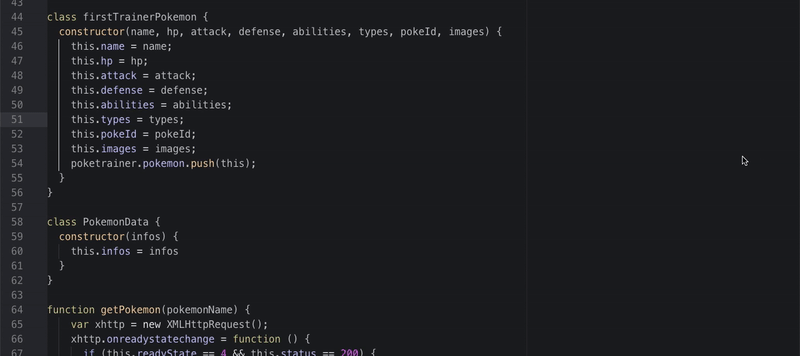 43
44 class firstTrainerPokemon {
45   constructor(name, hp, attack, defense, abilities, types, pokeId, images) {
46     this.name = name;
47     this.hp = hp;
48     this.attack = attack;
49     this.defense = defense;
50     this.abilities = abilities;
51     this.types = types;
52     this.pokeId = pokeId;
53     this.images = images;
54     poketrainer.pokemon.push(this);
55   }
56 }
57
58 class PokemonData {
59   constructor(infos) {
60     this.infos = infos
61   }
62 }
63
64 function getPokemon(pokemonName) {
65     var xhttp = new XMLHttpRequest();
66     xhttp.onreadystatechange = function () {
67       if (this.readyState == 4 && this.status == 200) {